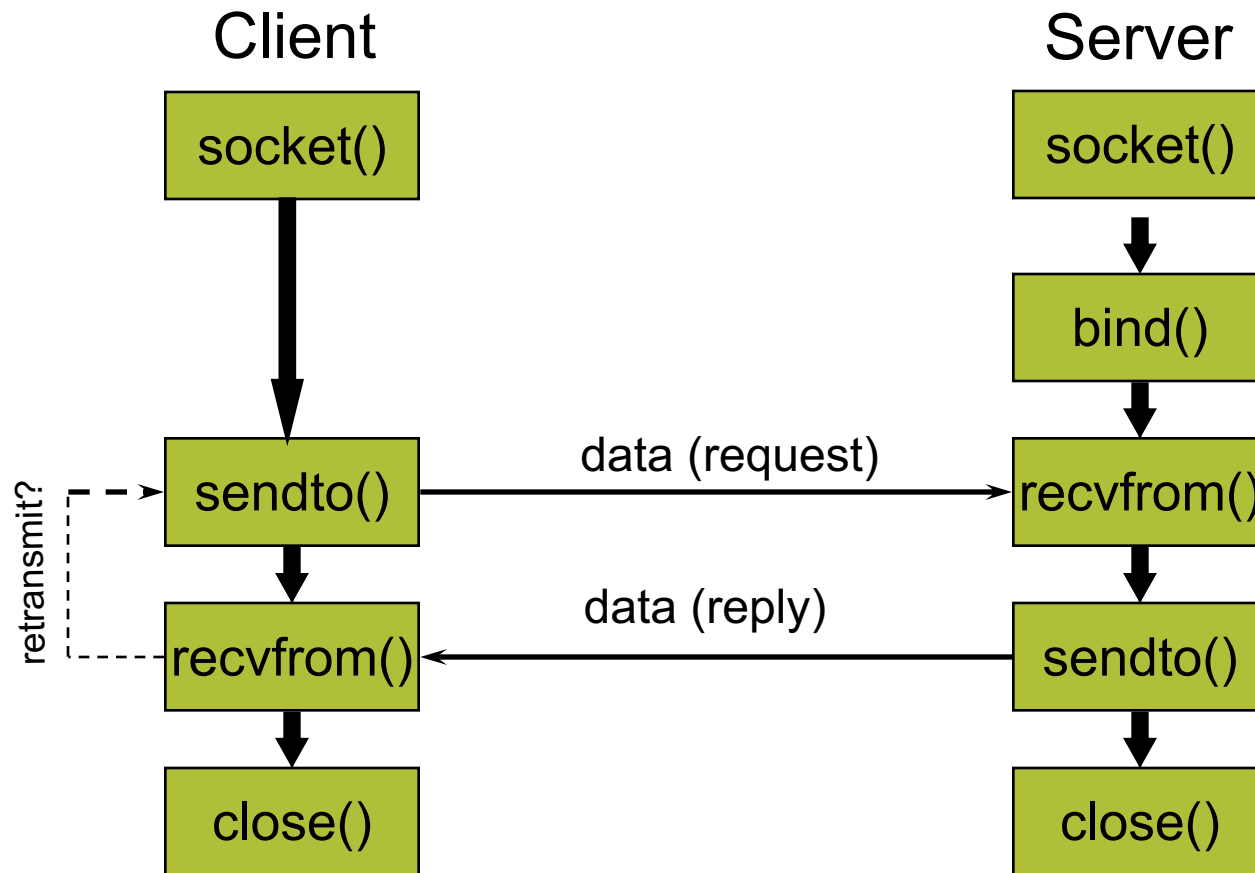 Client
Server
socket()
socket()
bind()
data (request)
sendto()
recvfrom()
retransmit?
data (reply)
recvfrom()
sendto()
close()
close()